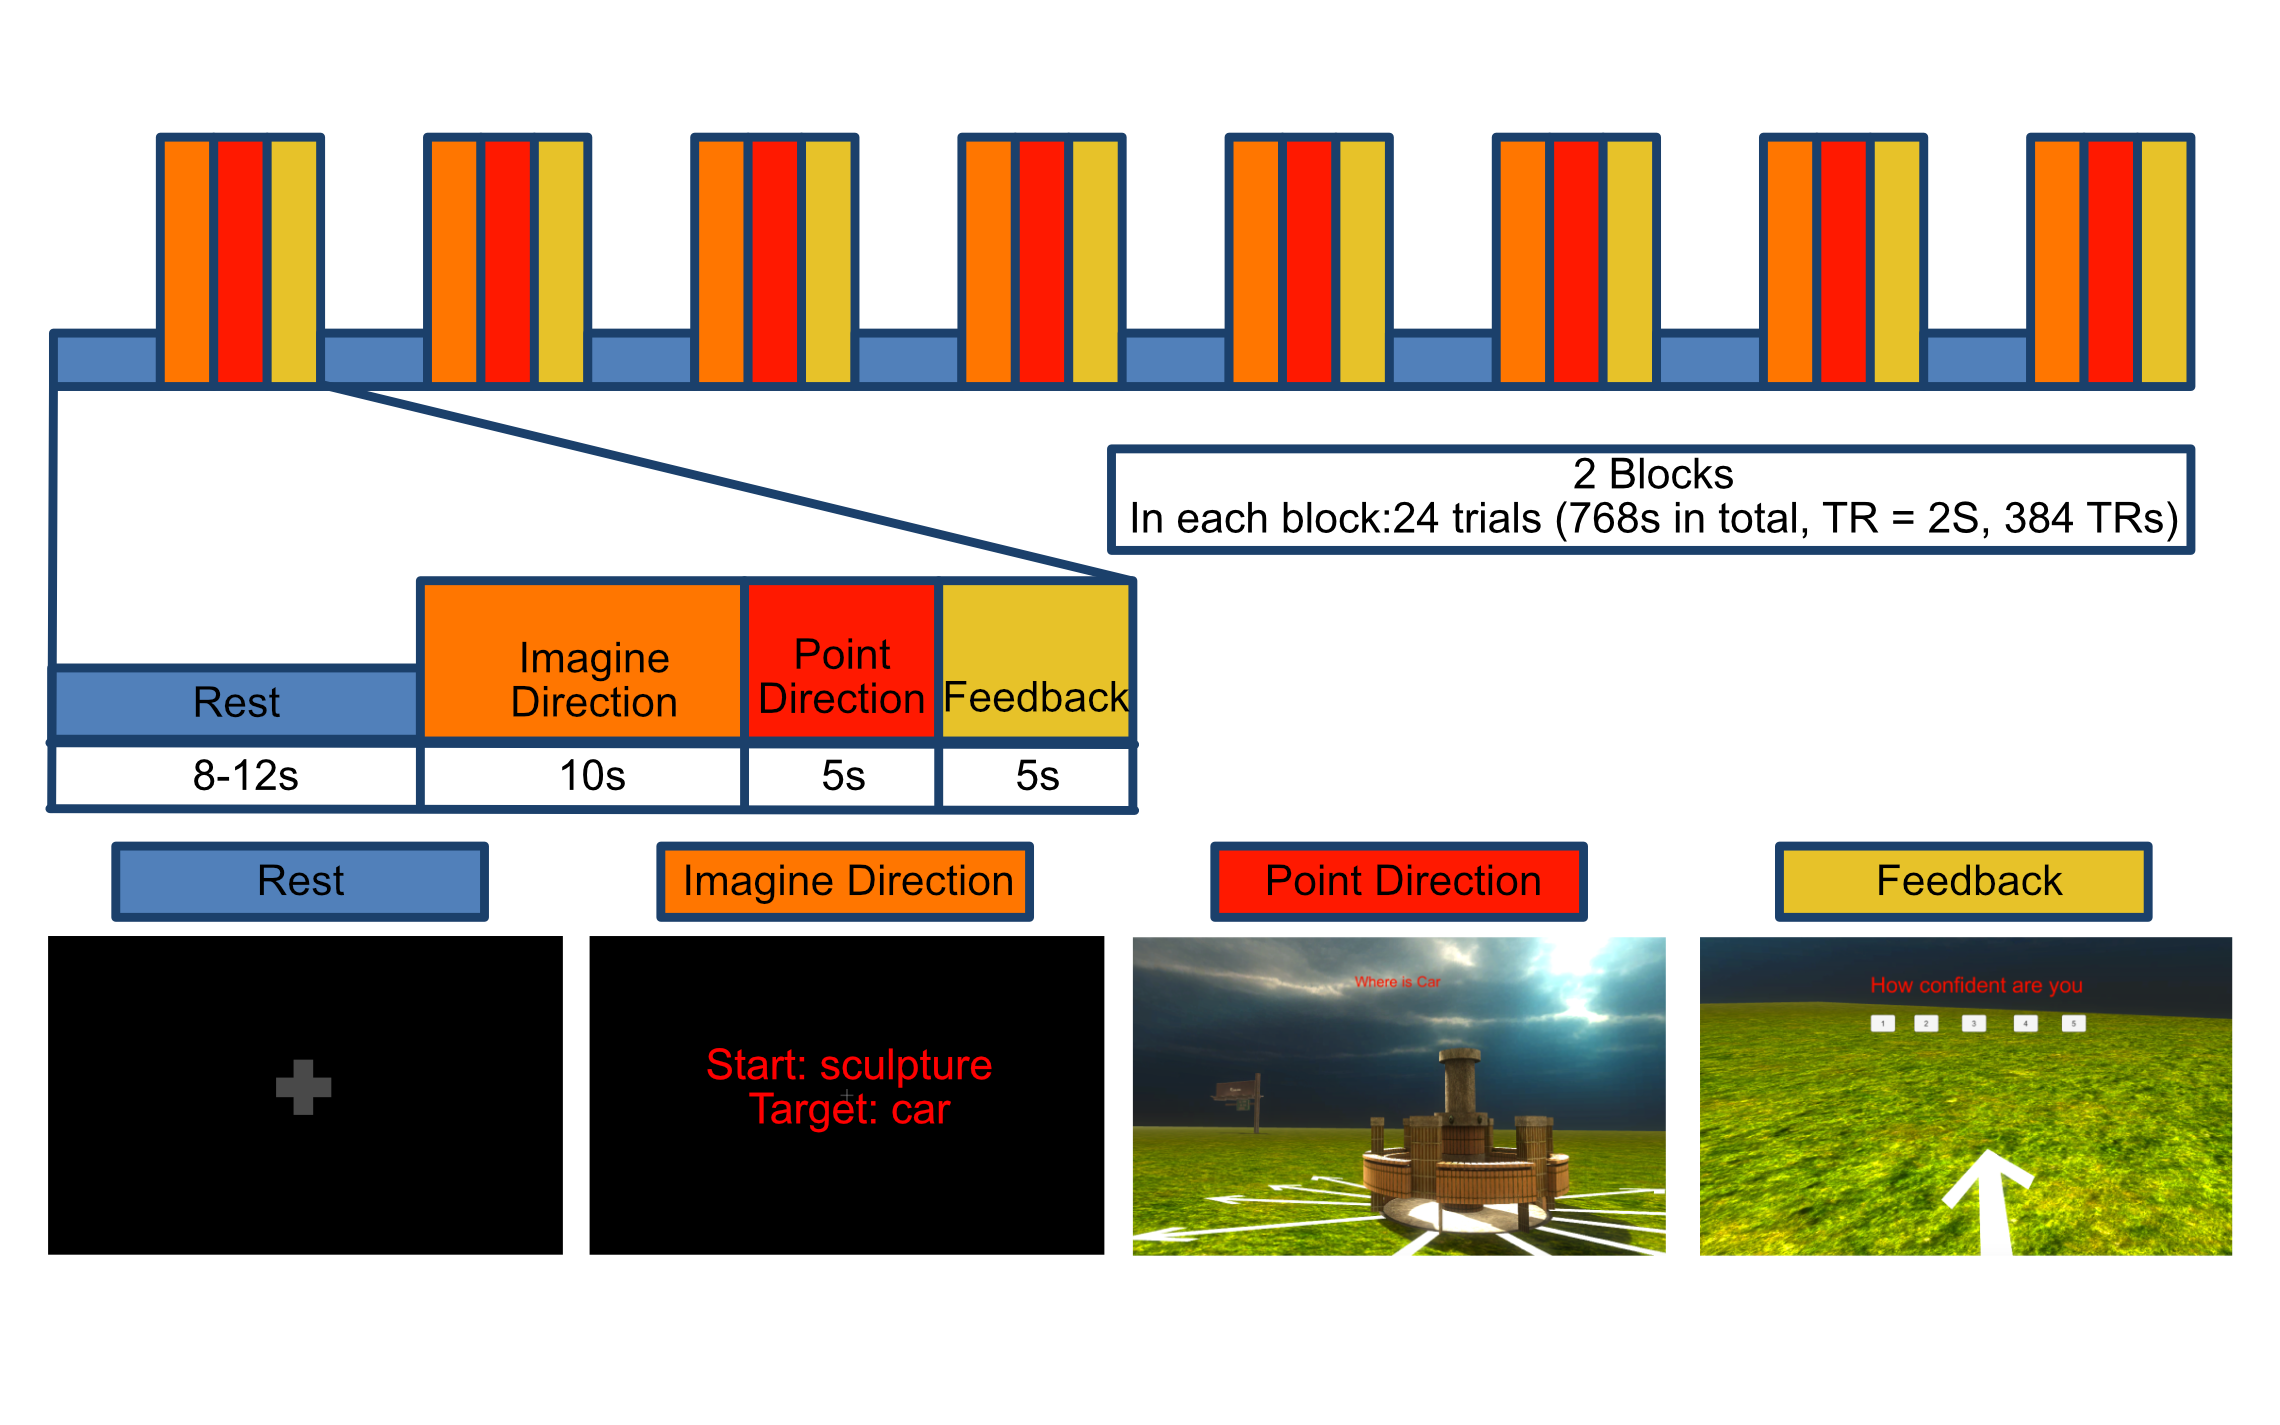 2 Blocks
In each block:24 trials (768s in total, TR = 2S, 384 TRs)
Rest
Imagine
Direction
Point
Direction
Feedback
8-12s
10s
5s
5s
Rest
Imagine Direction
Point Direction
Feedback
Start: sculpture
Target: car
Where is Car
How confident are you
1 2 3 4 5